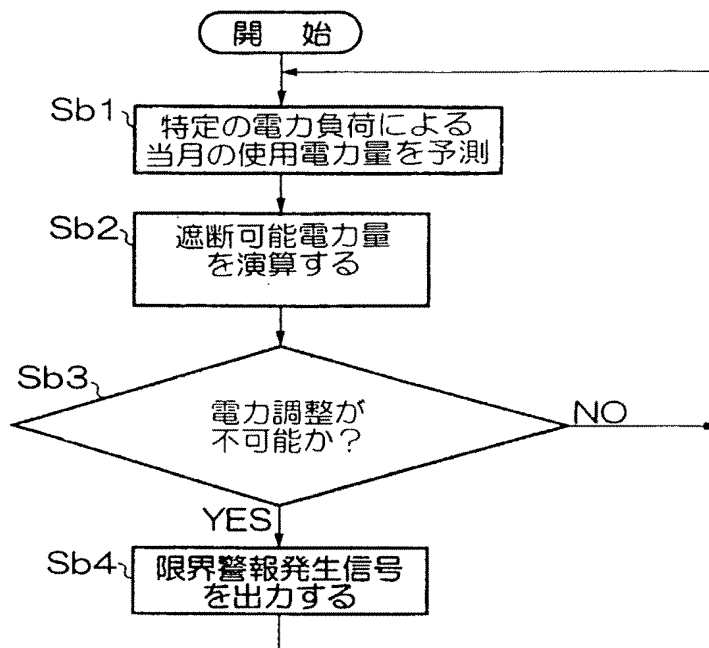 開 始
Sb1
特定の電力負荷による
当月の使用電力量を予測
Sb2
遮断可能電力量
を演算する
Sb3
電力調整が
不可能か？
NO
YES
Sb4
限界警報発生信号
を出力する